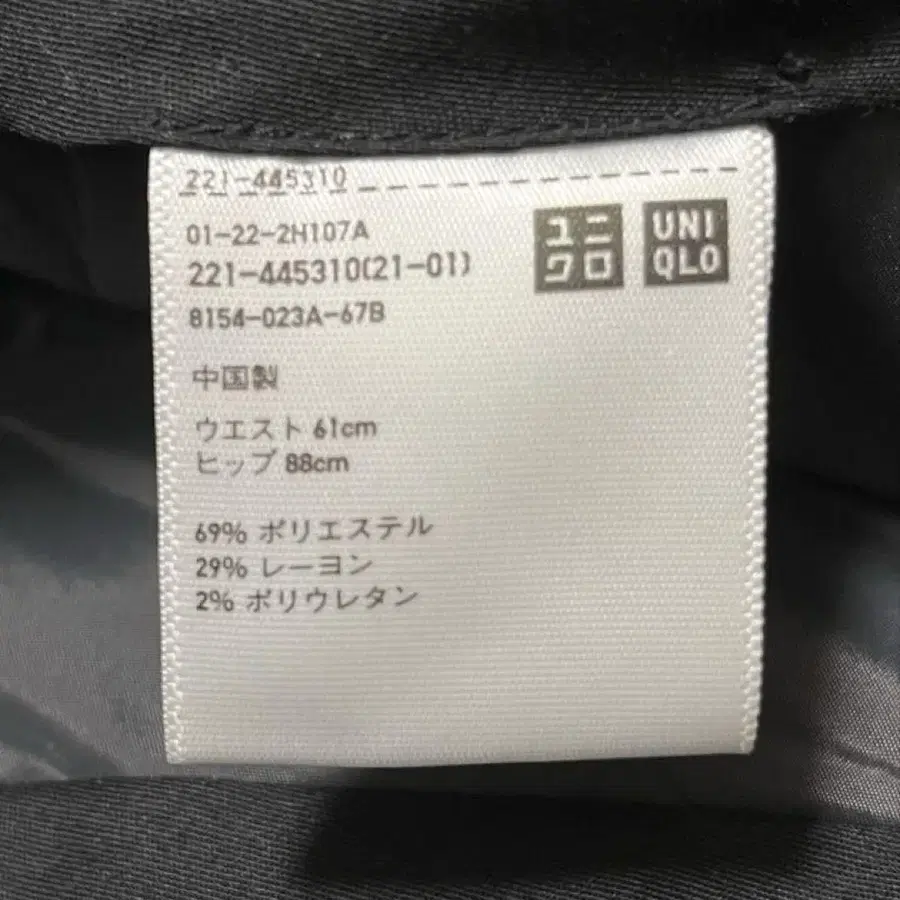 221-445310
01-22-2H107A
221-445310(21-01)
8154-023A-67B
ユニ
クロ
UNI
QLO
中国製
ウエスト 61cm
ヒップ 88cm
69% ポリエステル
29% レーヨン
2% ポリウレタン